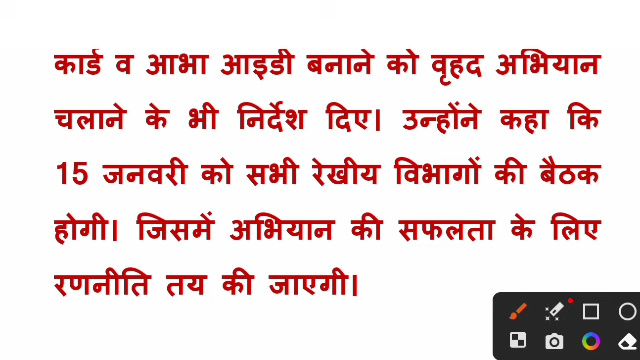 कार्ड व आभा आइडी बनाने को वृहद अभियान
चलाने के भी निर्देश दिए। उन्होंने कहा कि
15 जनवरी को सभी रेखीय विभागों की बैठक
होगी। जिसमें अभियान की सफलता के लिए
रणनीति तय की जाएगी।